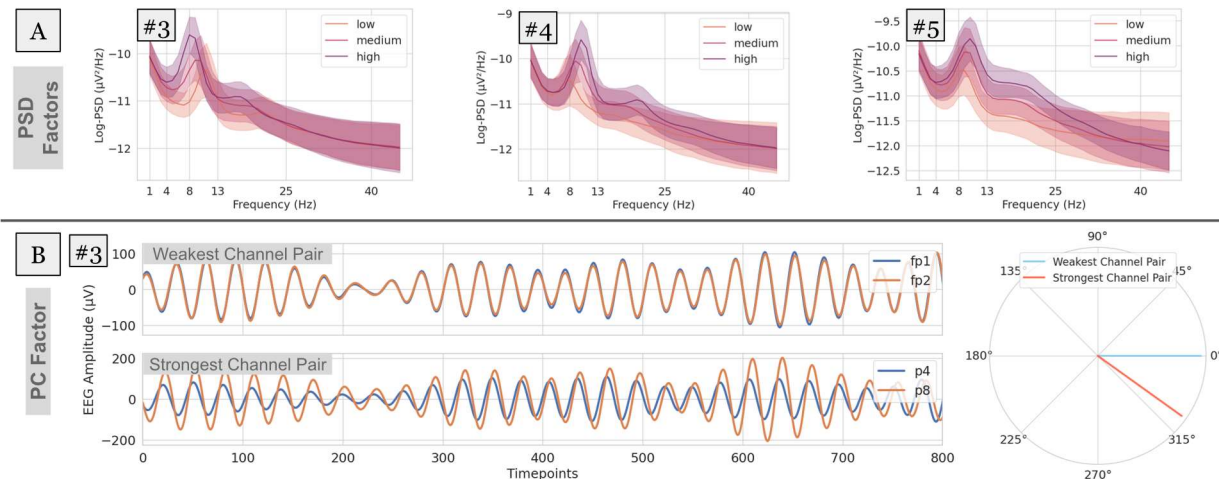 A
PSD
Factors
#3
low
medium
high
−10
−11
−12
Log-PSD (μV²/Hz)
1 4 8 13 25 40
Frequency (Hz)
#4
low
medium
high
−9
−10
−11
−12
Log-PSD (μV²/Hz)
1 4 8 13 25 40
Frequency (Hz)
#5
low
medium
high
−9.5
−10.0
−10.5
−11.0
−11.5
−12.0
−12.5
Log-PSD (μV²/Hz)
1 4 8 13 25 40
Frequency (Hz)
B
PC Factor
#3
EEG Amplitude (μV)
Weakest Channel Pair
100
0
−100
fp1
fp2
Strongest Channel Pair
200
0
−200
p4
p8
0 100 200 300 400 500 600 700 800
Timepoints
90°
Weakest Channel Pair
Strongest Channel Pair
135°
45°
180°
0°
225°
315°
270°